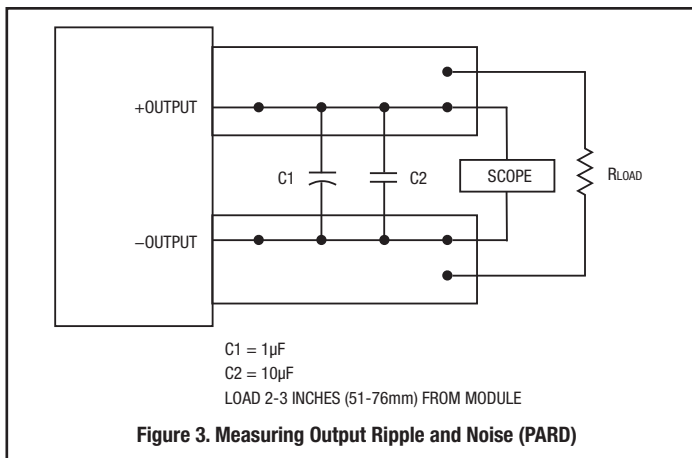 +OUTPUT
C1
C2
SCOPE
RLOAD
–OUTPUT
C1 = 1µF
C2 = 10µF
LOAD 2-3 INCHES (51-76mm) FROM MODULE
Figure 3. Measuring Output Ripple and Noise (PARD)